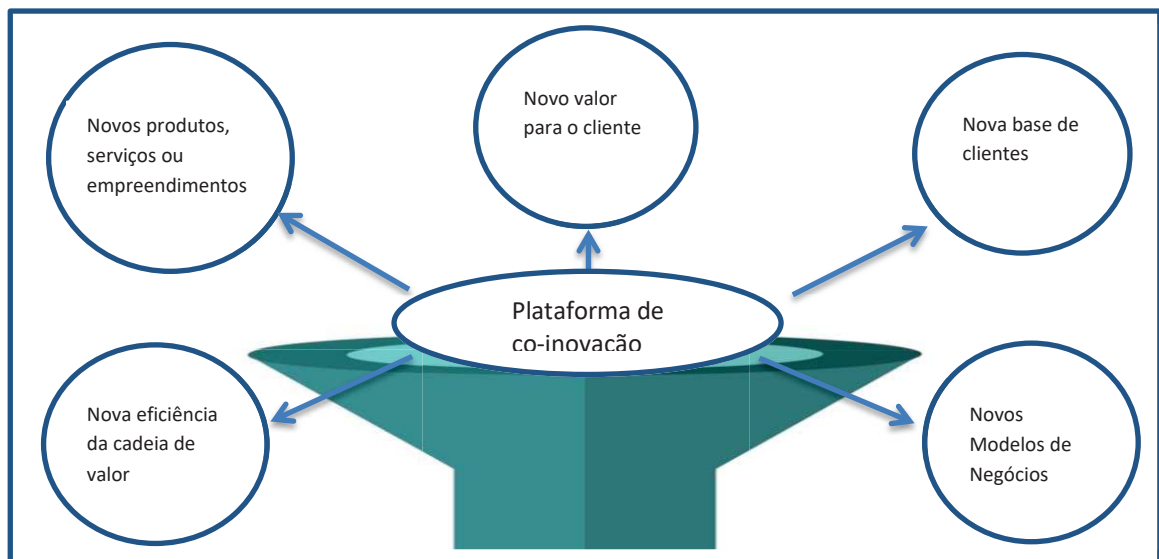 Novos produtos,
serviços ou
empreendimentos
Novo valor
para o cliente
Nova base de
clientes
Plataforma de
co-inovação
Nova eficiência
da cadeia de
valor
Novos
Modelos de
Negócios